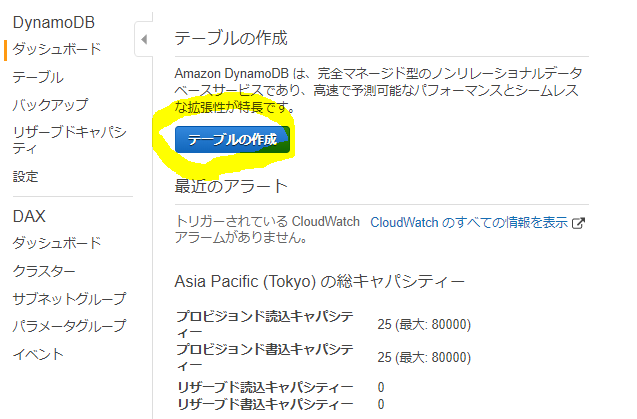 DynamoDB
ダッシュボード
テーブル
バックアップ
リザーブドキャパシ
ティ
設定
DAX
ダッシュボード
クラスター
サブネットグループ
パラメータグループ
イベント
テーブルの作成
Amazon DynamoDB は、完全マネージド型のノンリレーショナルデータ
ベースサービスであり、高速で予測可能なパフォーマンスとシームレス
な拡張性が特長です。
テーブルの作成
最近のアラート
トリガーされている CloudWatch
アラームがありません。
CloudWatch のすべての情報を表示
Asia Pacific (Tokyo) の総キャパシティー
プロビジョンド読込キャパシテ
ィー
25 (最大: 80000)
プロビジョンド書込キャパシテ
ィー
25 (最大: 80000)
リザーブド読込キャパシティー 0
リザーブド書込キャパシティー 0